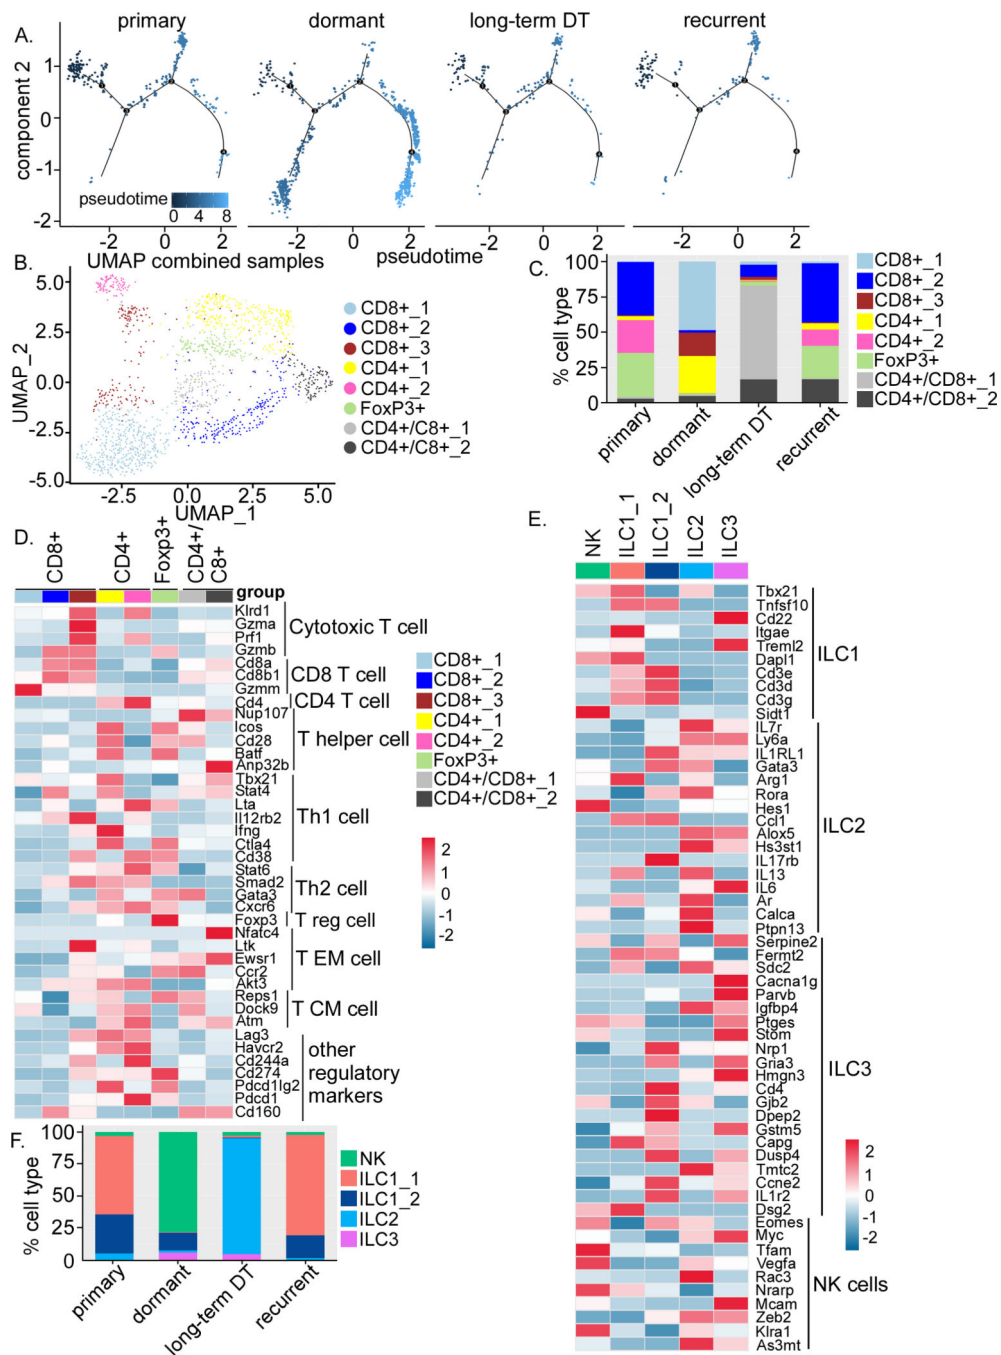 A.
primary
dormant
long-term DT
recurrent
component 2
1
0
-1
-2
pseudotime
0 4 8
-2 0 2
-2 0 2
-2 0 2
-2 0 2
pseudotime
B.
UMAP combined samples
UMAP_2
5.0
2.5
0.0
-2.5
-5.0
-2.5 0.0 2.5 5.0
UMAP_1
CD8+_1
CD8+_2
CD8+_3
CD4+_1
CD4+_2
FoxP3+
CD4+/C8+_1
CD4+/C8+_2
C.
% cell type
100
75
50
25
0
primary
dormant
long-term DT
recurrent
CD8+_1
CD8+_2
CD8+_3
CD4+_1
CD4+_2
FoxP3+
CD4+/CD8+_1
CD4+/CD8+_2
D.
CD8+
CD4+
Foxp3+
CD4+/
C8+
group
Klrd1
Gzma
Prf1
Gzmb
Cd8a
Cd8b1
Gzmm
Cd4
Nup107
Icos
Cd28
Batf
Anp32b
Tbx21
Stat4
Lta
Il12rb2
Ifng
Ctla4
Cd38
Stat6
Smad2
Gata3
Cxcr6
Foxp3
Nfatc4
Ltk
Ewsr1
Ccr2
Akt3
Reps1
Dock9
Atm
Lag3
Havcr2
Cd244a
Cd274
Pdcd1lg2
Pdcd1
Cd160
Cytotoxic T cell
CD8 T cell
CD4 T cell
T helper cell
Th1 cell
Th2 cell
T reg cell
T EM cell
T CM cell
other
regulatory
markers
CD8+_1
CD8+_2
CD8+_3
CD4+_1
CD4+_2
FoxP3+
CD4+/CD8+_1
CD4+/CD8+_2
2
1
0
-1
-2
E.
NK
ILC1_1
ILC1_2
ILC2
ILC3
Tbx21
Tnfsf10
Cd22
Itgae
Treml2
Dapl1
Cd3e
Cd3d
Cd3g
Sidt1
IL7r
Ly6a
IL1RL1
Gata3
Arg1
Rora
Hes1
Ccl1
Alox5
Hs3st1
IL17rb
IL13
IL6
Ar
Calca
Ptpn13
Serpine2
Fermt2
Sdc2
Cacna1g
Parvb
Igfbp4
Ptges
Stom
Nrp1
Gria3
Hmgn3
Cd4
Gjb2
Dpep2
Gstm5
Capg
Dusp4
Tmtc2
Ccne2
IL1r2
Dsg2
Eomes
Myc
Tfam
Vegfa
Rac3
Nrarp
Mcam
Zeb2
Klra1
As3mt
ILC1
ILC2
ILC3
NK cells
2
1
0
-1
-2
F.
% cell type
100
75
50
25
0
primary
dormant
long-term DT
recurrent
NK
ILC1_1
ILC1_2
ILC2
ILC3